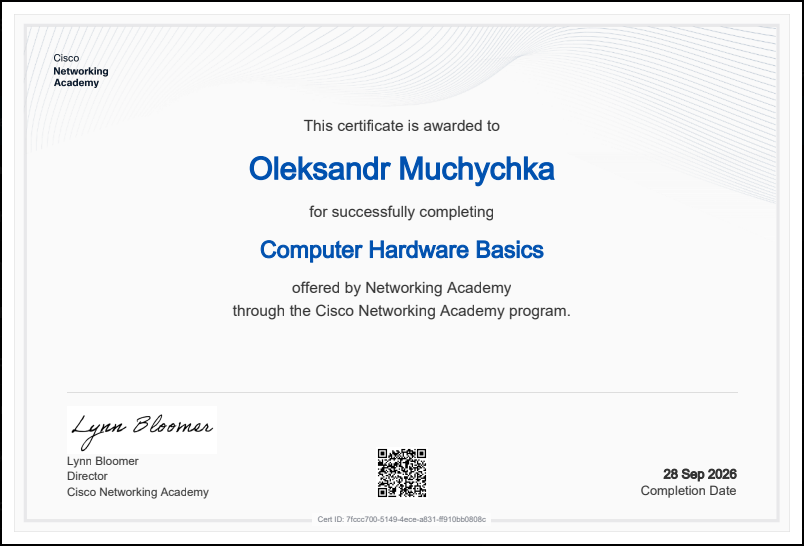 Cisco
Networking
Academy
This certificate is awarded to
Oleksandr Muchychka
for successfully completing
Computer Hardware Basics
offered by Networking Academy
through the Cisco Networking Academy program.
Lynn Bloomer
Lynn Bloomer
Director
Cisco Networking Academy
28 Sep 2026
Completion Date
Cert ID: 7fccc700-5149-4ece-a831-ff910bb0808c